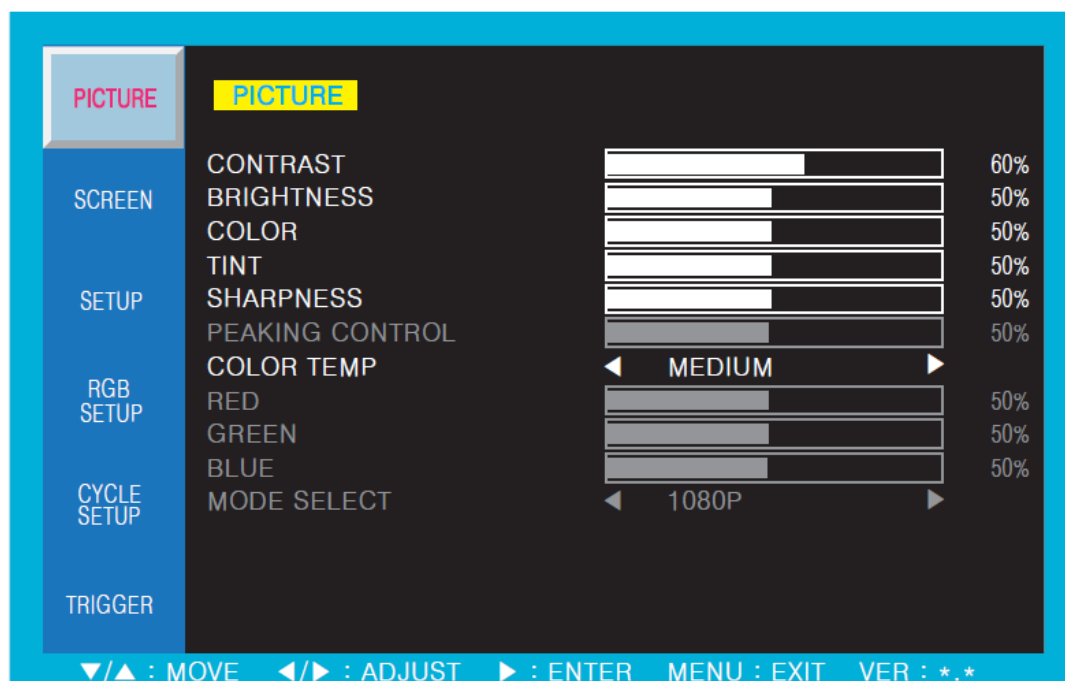 PICTURE
SCREEN
SETUP
RGB
SETUP
CYCLE
SETUP
TRIGGER
PICTURE
CONTRAST 60%
BRIGHTNESS 50%
COLOR 50%
TINT 50%
SHARPNESS 50%
PEAKING CONTROL 50%
COLOR TEMP ◀ MEDIUM ▶
RED 50%
GREEN 50%
BLUE 50%
MODE SELECT ◀ 1080P ▶
▼/▲ : MOVE ◀/▶ : ADJUST ▶ : ENTER MENU : EXIT VER : *.*